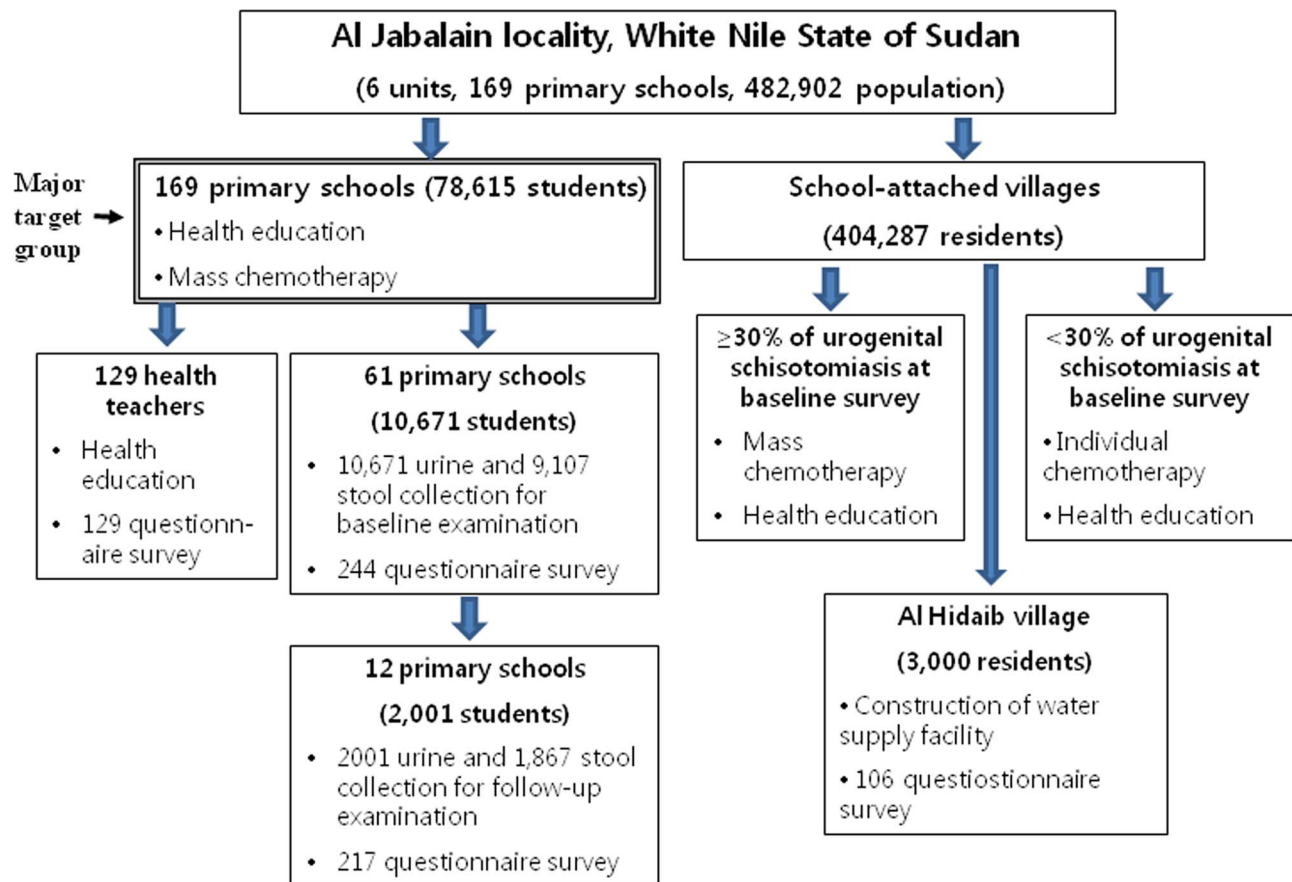 Al Jabalain locality, White Nile State of Sudan
(6 units, 169 primary schools, 482,902 population)
Major
target
group
169 primary schools (78,615 students)
• Health education
• Mass chemotherapy
School-attached villages
(404,287 residents)
129 health
teachers
• Health
education
• 129 questionn-
aire survey
61 primary schools
(10,671 students)
• 10,671 urine and 9,107
stool collection for
baseline examination
• 244 questionnaire survey
≥30% of urogenital
schisotomiasis at
baseline survey
• Mass
chemotherapy
• Health education
<30% of urogenital
schisotomiasis at
baseline survey
• Individual
chemotherapy
• Health education
12 primary schools
(2,001 students)
• 2001 urine and 1,867 stool
collection for follow-up
examination
• 217 questionnaire survey
Al Hidaib village
(3,000 residents)
• Construction of water
supply facility
• 106 questiostionnaire
survey